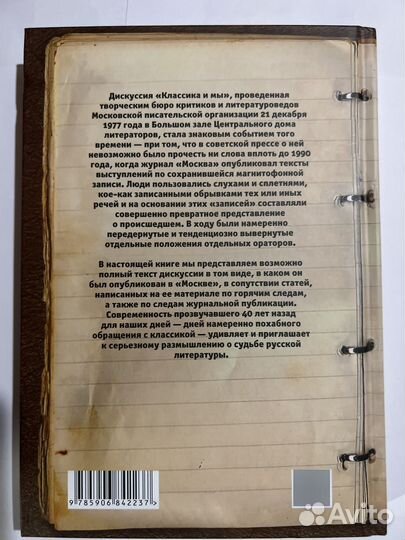 Дискуссия «Классика и мы», проведенная
творческим бюро критиков и литературоведов
Московской писательской организации 21 декабря
1977 года в Большом зале Центрального дома
литераторов, стала знаковым событием того
времени — при том, что в советской прессе о ней
невозможно было прочесть ни слова вплоть до 1990
года, когда журнал «Москва» опубликовал тексты
выступлений по сохранившейся магнитофонной
записи. Люди пользовались слухами и сплетнями,
кое-как записанными обрывками тех или иных
речей и на основании этих «записей» составляли
совершенно превратное представление
о происшедшем. В ходу были намеренно
передернутые и тенденциозно вывернутые
отдельные положения отдельных ораторов.
В настоящей книге мы представляем возможно
полный текст дискуссии в том виде, в каком он
был опубликован в «Москве», в сопутствии статей,
написанных на ее материале по горячим следам,
а также по следам журнальной публикации.
Современность прозвучавшего 40 лет назад
для наших дней — дней намеренно похабного
обращения с классикой — удивляет и приглашает
к серьезному размышлению о судьбе русской
литературы.
9 785906 842237 >
Avito